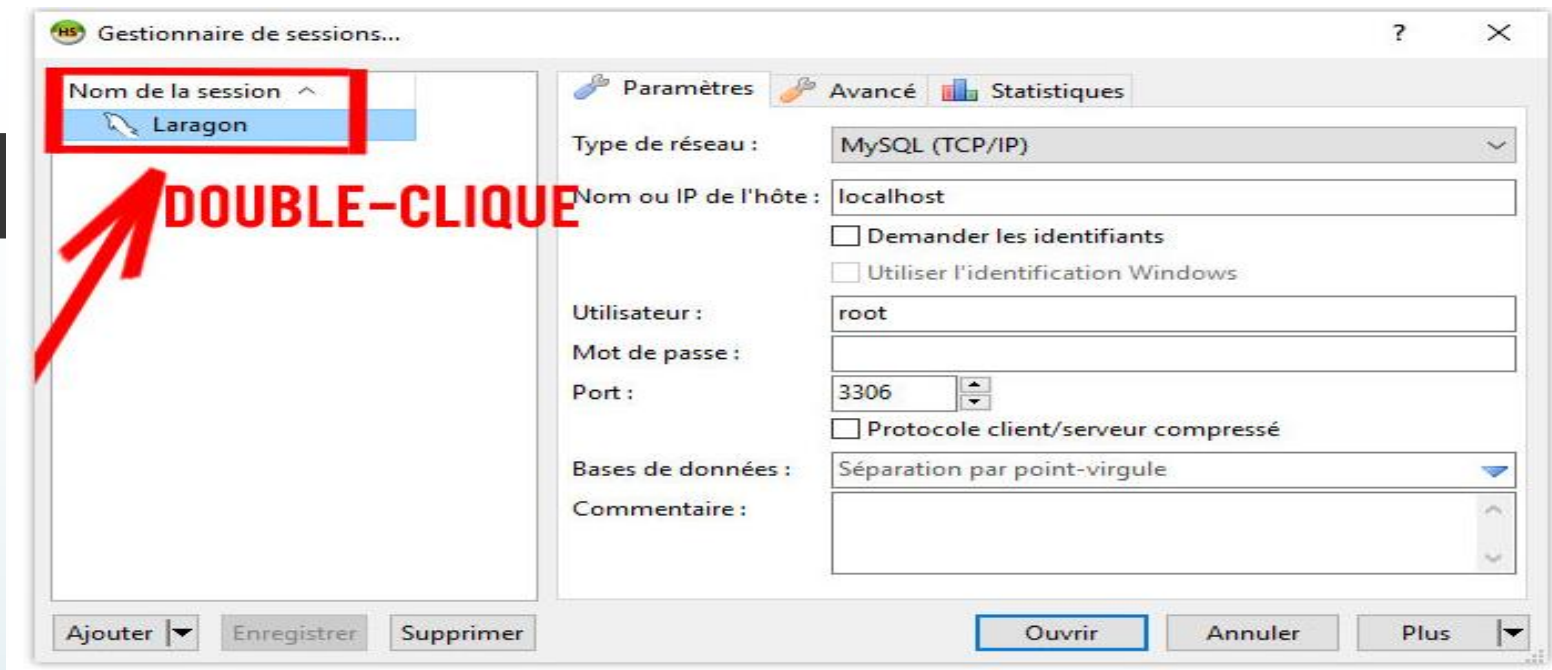 HS Gestionnaire de sessions...
?
Nom de la session
Laragon
DOUBLE-CLIQUE
Paramètres
Avancé
Statistiques
Type de réseau :
MySQL (TCP/IP)
Nom ou IP de l'hôte :
localhost
Demander les identifiants
Utiliser l'identification Windows
Utilisateur :
root
Mot de passe :
Port :
3306
Protocole client/serveur compressé
Bases de données :
Séparation par point-virgule
Commentaire :
Ajouter
Enregistrer
Supprimer
Ouvrir
Annuler
Plus